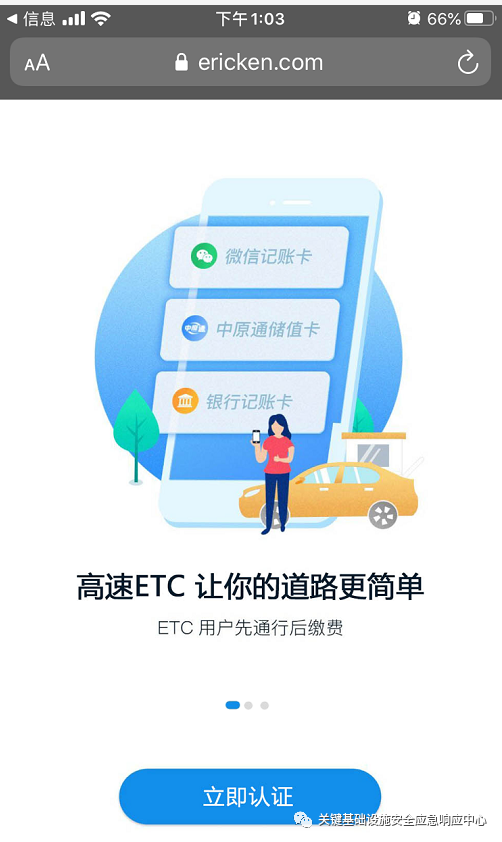 信息
下午1:03
66%
AA
ericken.com
微信记账卡
中原通
中原通储值卡
银行记账卡
高速ETC 让你的道路更简单
ETC 用户先通行后缴费
立即认证
关键基础设施安全应急响应中心